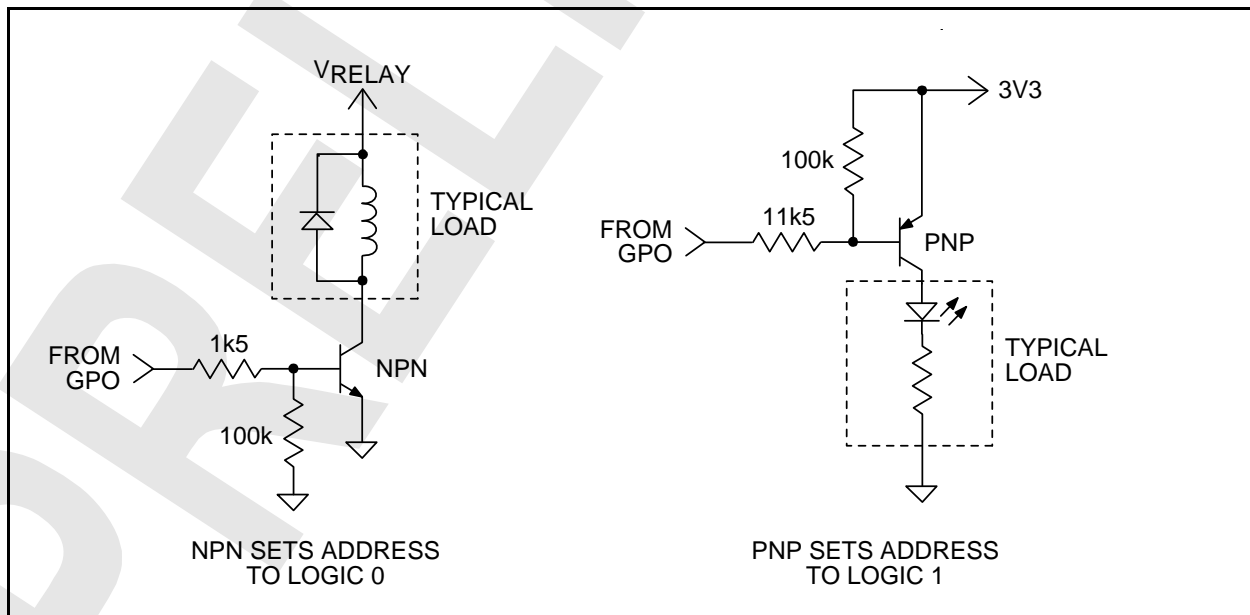 VRELAY
TYPICAL
LOAD
FROM
GPO
1k5
NPN
100k
NPN SETS ADDRESS
TO LOGIC 0
3V3
100k
FROM
GPO
11k5
PNP
TYPICAL
LOAD
PNP SETS ADDRESS
TO LOGIC 1